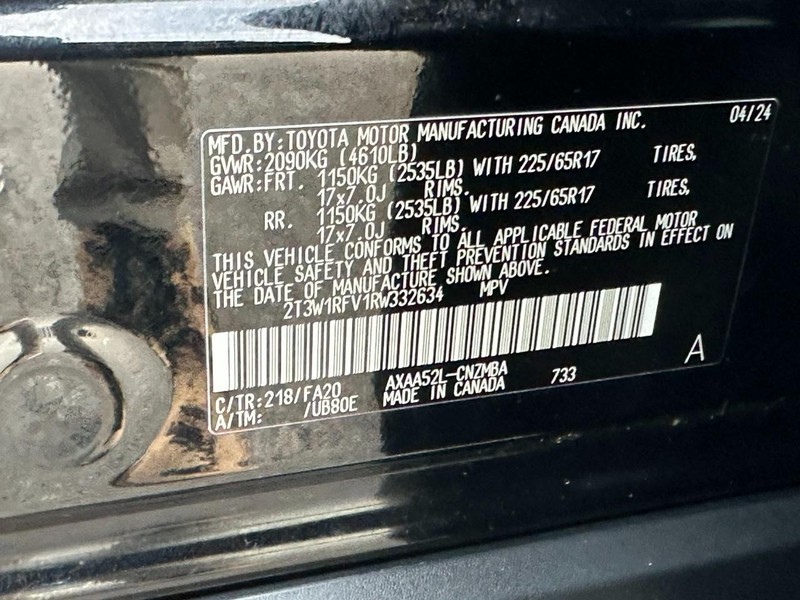 04/24
MFD.BY:TOYOTA MOTOR MANUFACTURING CANADA INC.
GVWR:2090KG (4610LB)
GAWR:FRT. 1150KG (2535LB) WITH 225/65R17 TIRES,
17x7.0J RIMS.
RR. 1150KG (2535LB) WITH 225/65R17 TIRES,
17x7.0J RIMS.
THIS VEHICLE CONFORMS TO ALL APPLICABLE FEDERAL MOTOR
VEHICLE SAFETY AND THEFT PREVENTION STANDARDS IN EFFECT ON
THE DATE OF MANUFACTURE SHOWN ABOVE.
2T3W1RFV1RW332634 MPV
C/TR:218/FA20 AXAA52L-CNZMBA 733 A
A/TM: /UB80E MADE IN CANADA